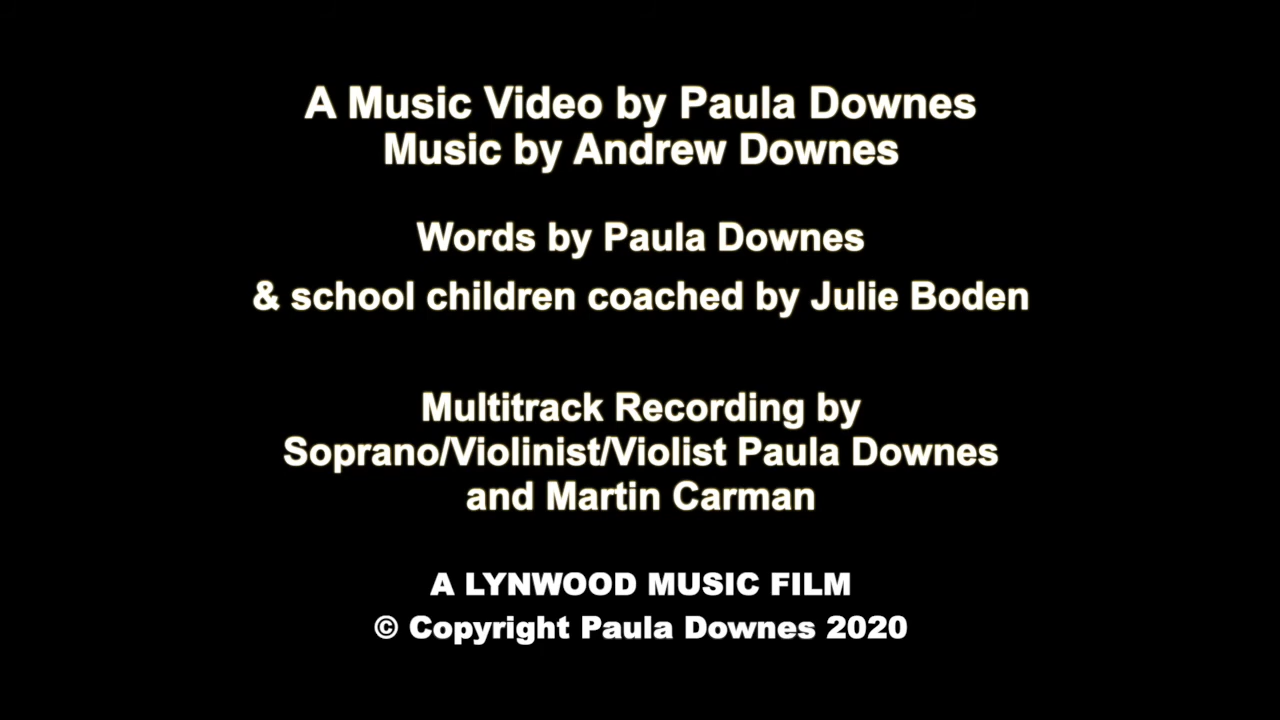 A Music Video by Paula Downes
Music by Andrew Downes
Words by Paula Downes
& school children coached by Julie Boden
Multitrack Recording by
Soprano/Violinist/Violist Paula Downes
and Martin Carman
A LYNWOOD MUSIC FILM
© Copyright Paula Downes 2020